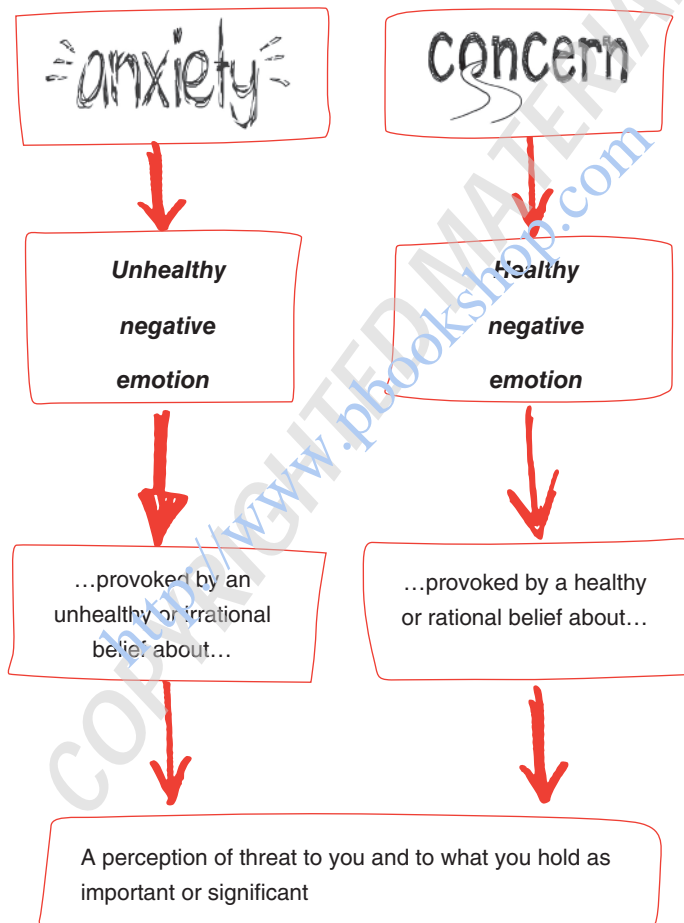 anxiety
concern
Unhealthy
negative
emotion
Healthy
negative
emotion
…provoked by an
unhealthy or irrational
belief about…
…provoked by a healthy
or rational belief about…
A perception of threat to you and to what you hold as
important or significant
COPYRIGHTED MATERIAL
http://www.pbookshop.com